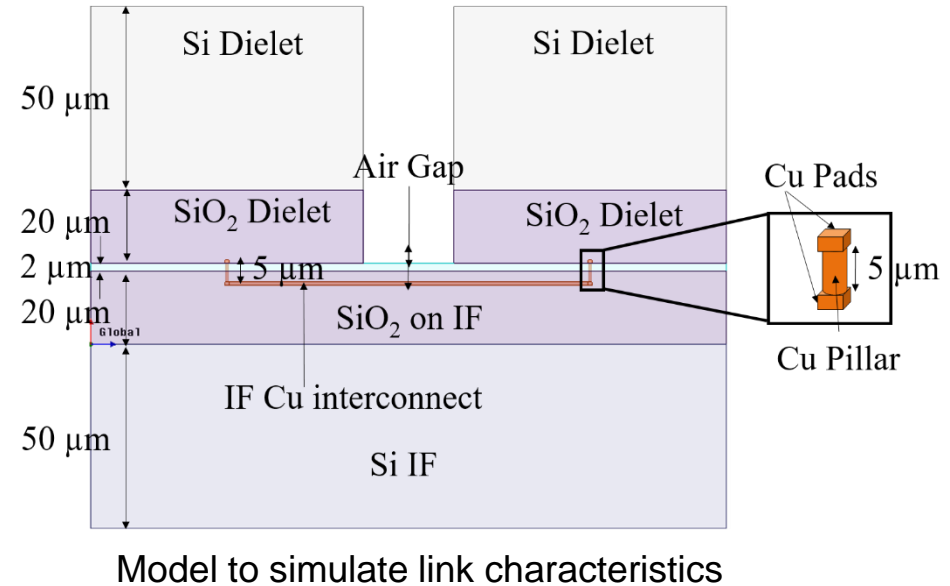 Si Dielet
Si Dielet
50 µm
Air Gap
Cu Pads
SiO₂ Dielet
SiO₂ Dielet
20 µm
2 µm
5 µm
5 µm
20 µm
Global
SiO₂ on IF
Cu Pillar
IF Cu interconnect
50 µm
Si IF
Model to simulate link characteristics